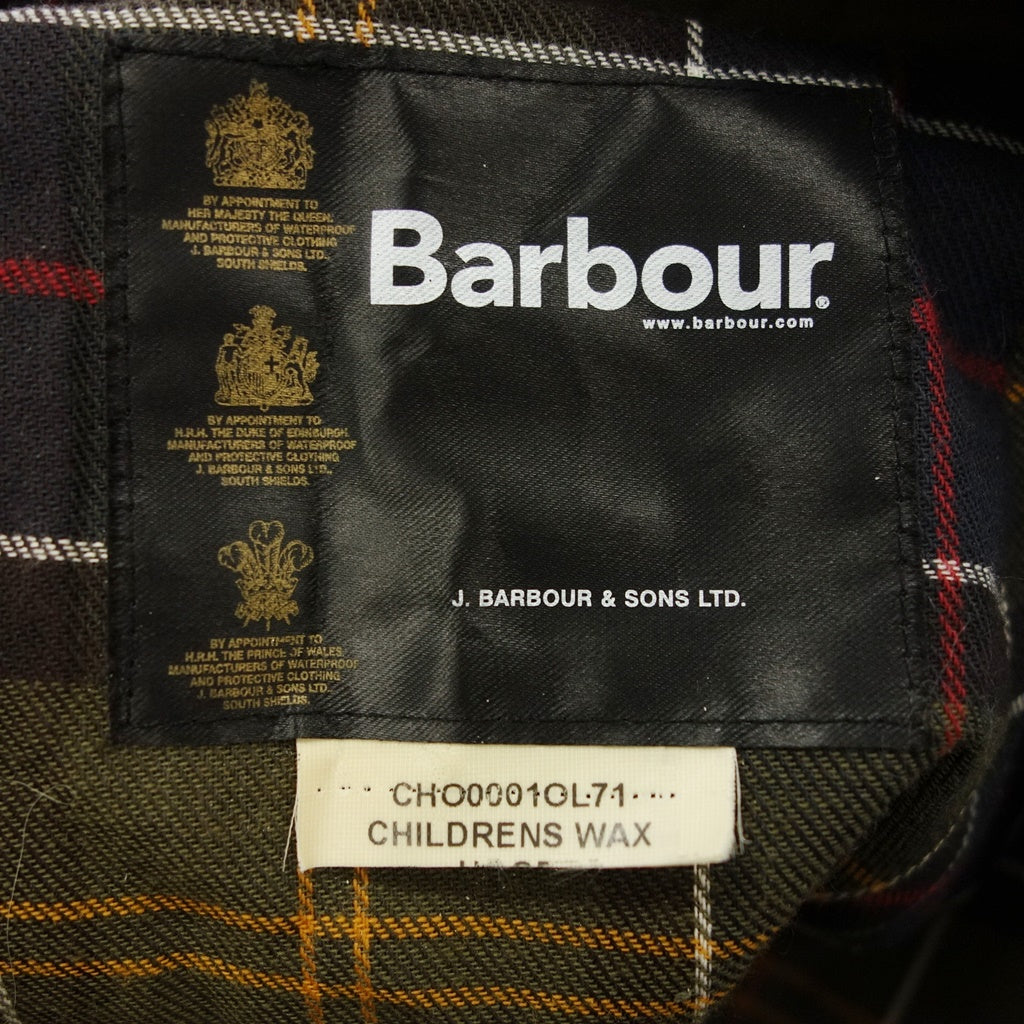 BY APPOINTMENT TO
HER MAJESTY THE QUEEN.
MANUFACTURERS OF WATERPROOF
AND PROTECTIVE CLOTHING
J. BARBOUR & SONS LTD.
SOUTH SHIELDS.
BY APPOINTMENT TO
H.R.H. THE DUKE OF EDINBURGH.
MANUFACTURERS OF WATERPROOF
AND PROTECTIVE CLOTHING
J. BARBOUR & SONS LTD.,
SOUTH SHIELDS.
BY APPOINTMENT TO
H.R.H. THE PRINCE OF WALES
MANUFACTURERS OF WATERPROOF
AND PROTECTIVE CLOTHING
J. BARBOUR & SONS LTD.
SOUTH SHIELDS.
Barbour®
www.barbour.com
J. BARBOUR & SONS LTD.
CHO0001OL71
CHILDRENS WAX